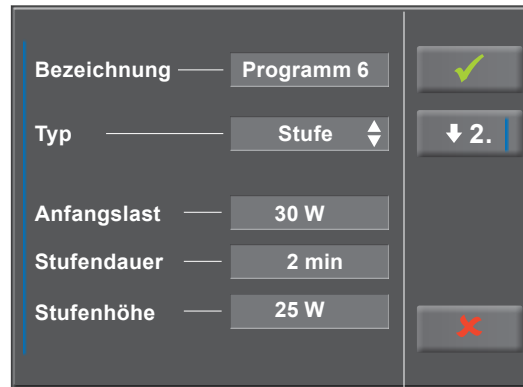 Bezeichnung Programm 6
Typ Stufe
2.
Anfangslast 30 W
Stufendauer 2 min
Stufenhöhe 25 W